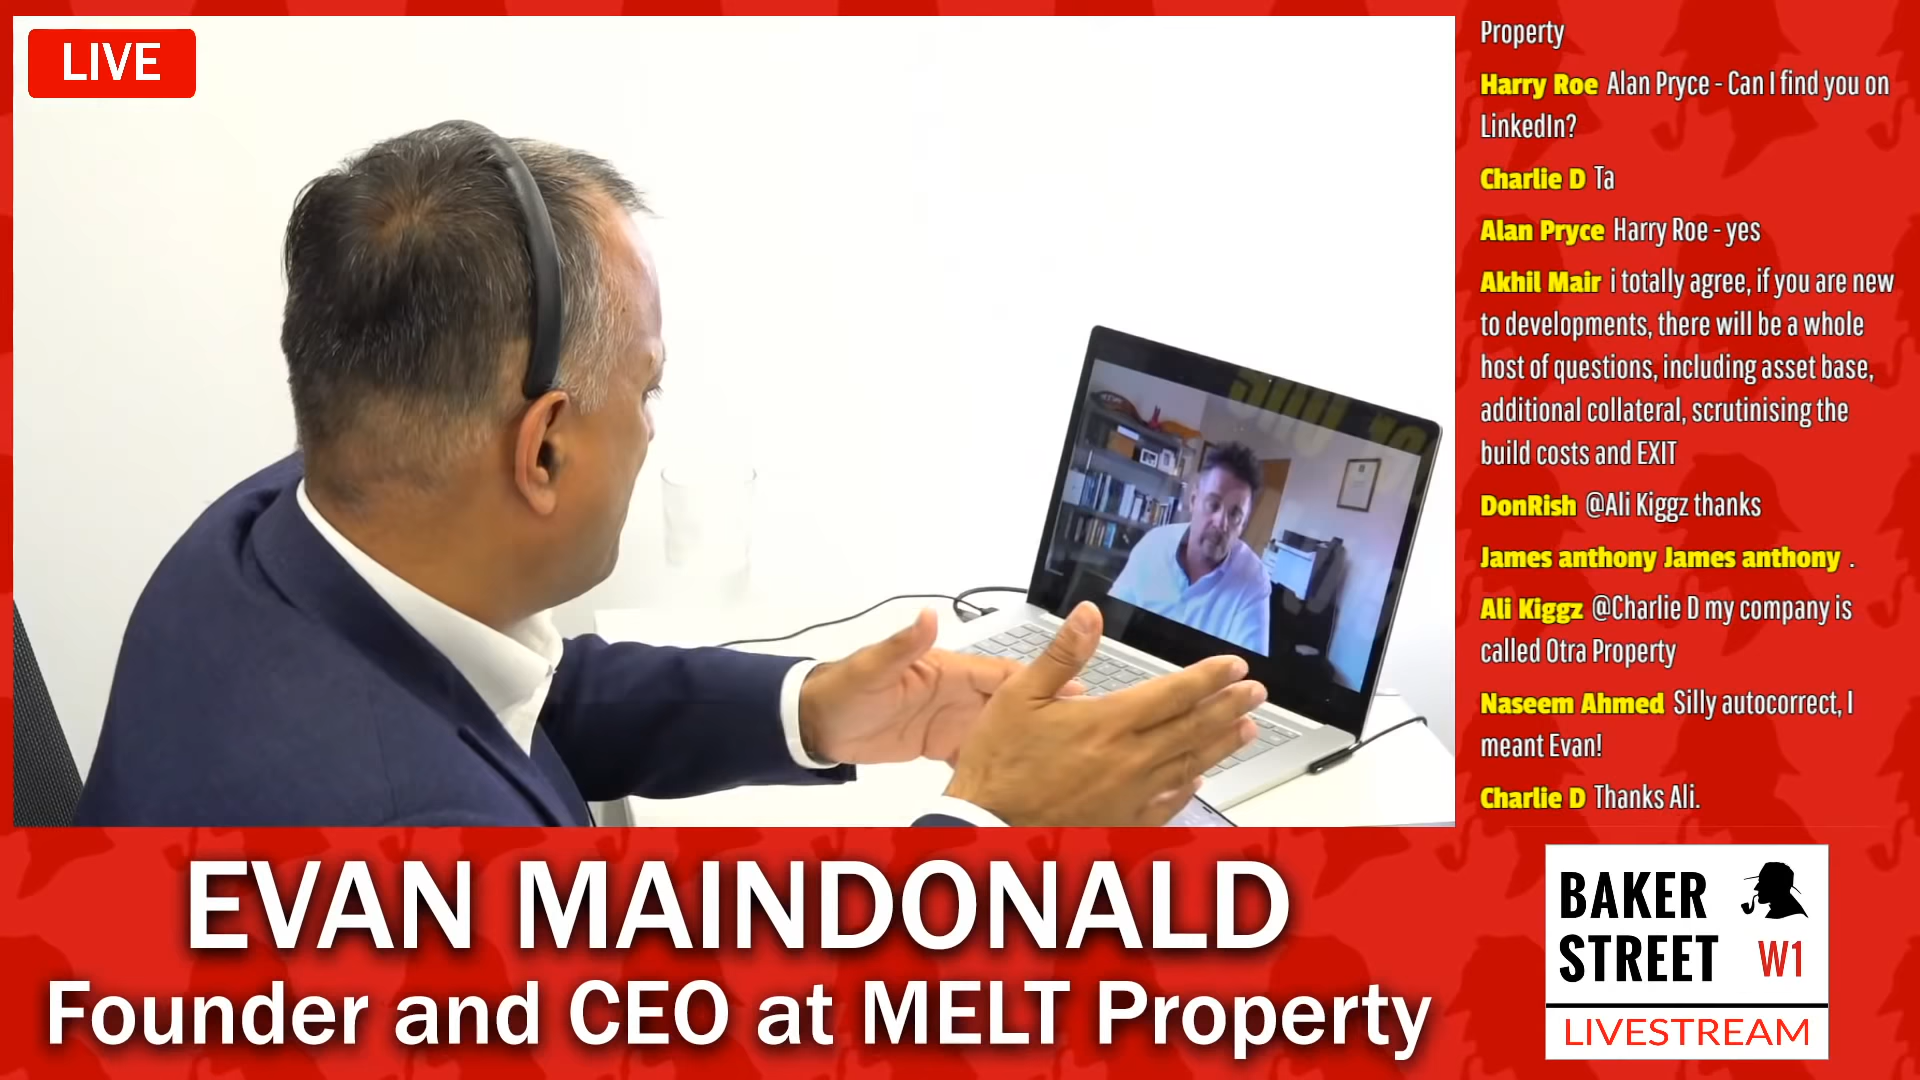 LIVE
Property
Harry Roe Alan Pryce - Can I find you on
LinkedIn?
Charlie D Ta
Alan Pryce Harry Roe - yes
Akhil Mair i totally agree, if you are new
to developments, there will be a whole
host of questions, including asset base,
additional collateral, scrutinising the
build costs and EXIT
DonRish @Ali Kiggz thanks
James anthony James anthony .
Ali Kiggz @Charlie D my company is
called Otra Property
Naseem Ahmed Silly autocorrect, I
meant Evan!
Charlie D Thanks Ali.
EVAN MAINDONALD
Founder and CEO at MELT Property
BAKER
STREET W1
LIVESTREAM